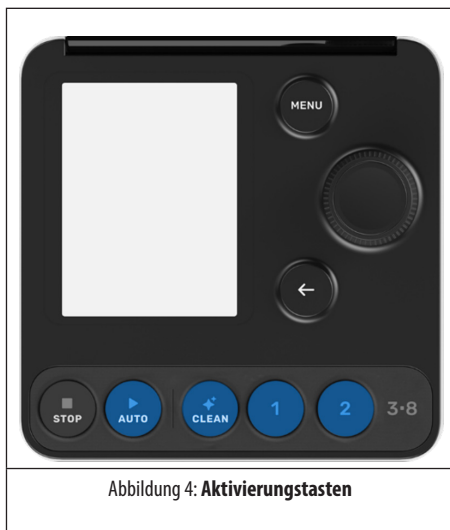 MENU
←
STOP
AUTO
CLEAN
1
2
3•8
Abbildung 4: Aktivierungstasten